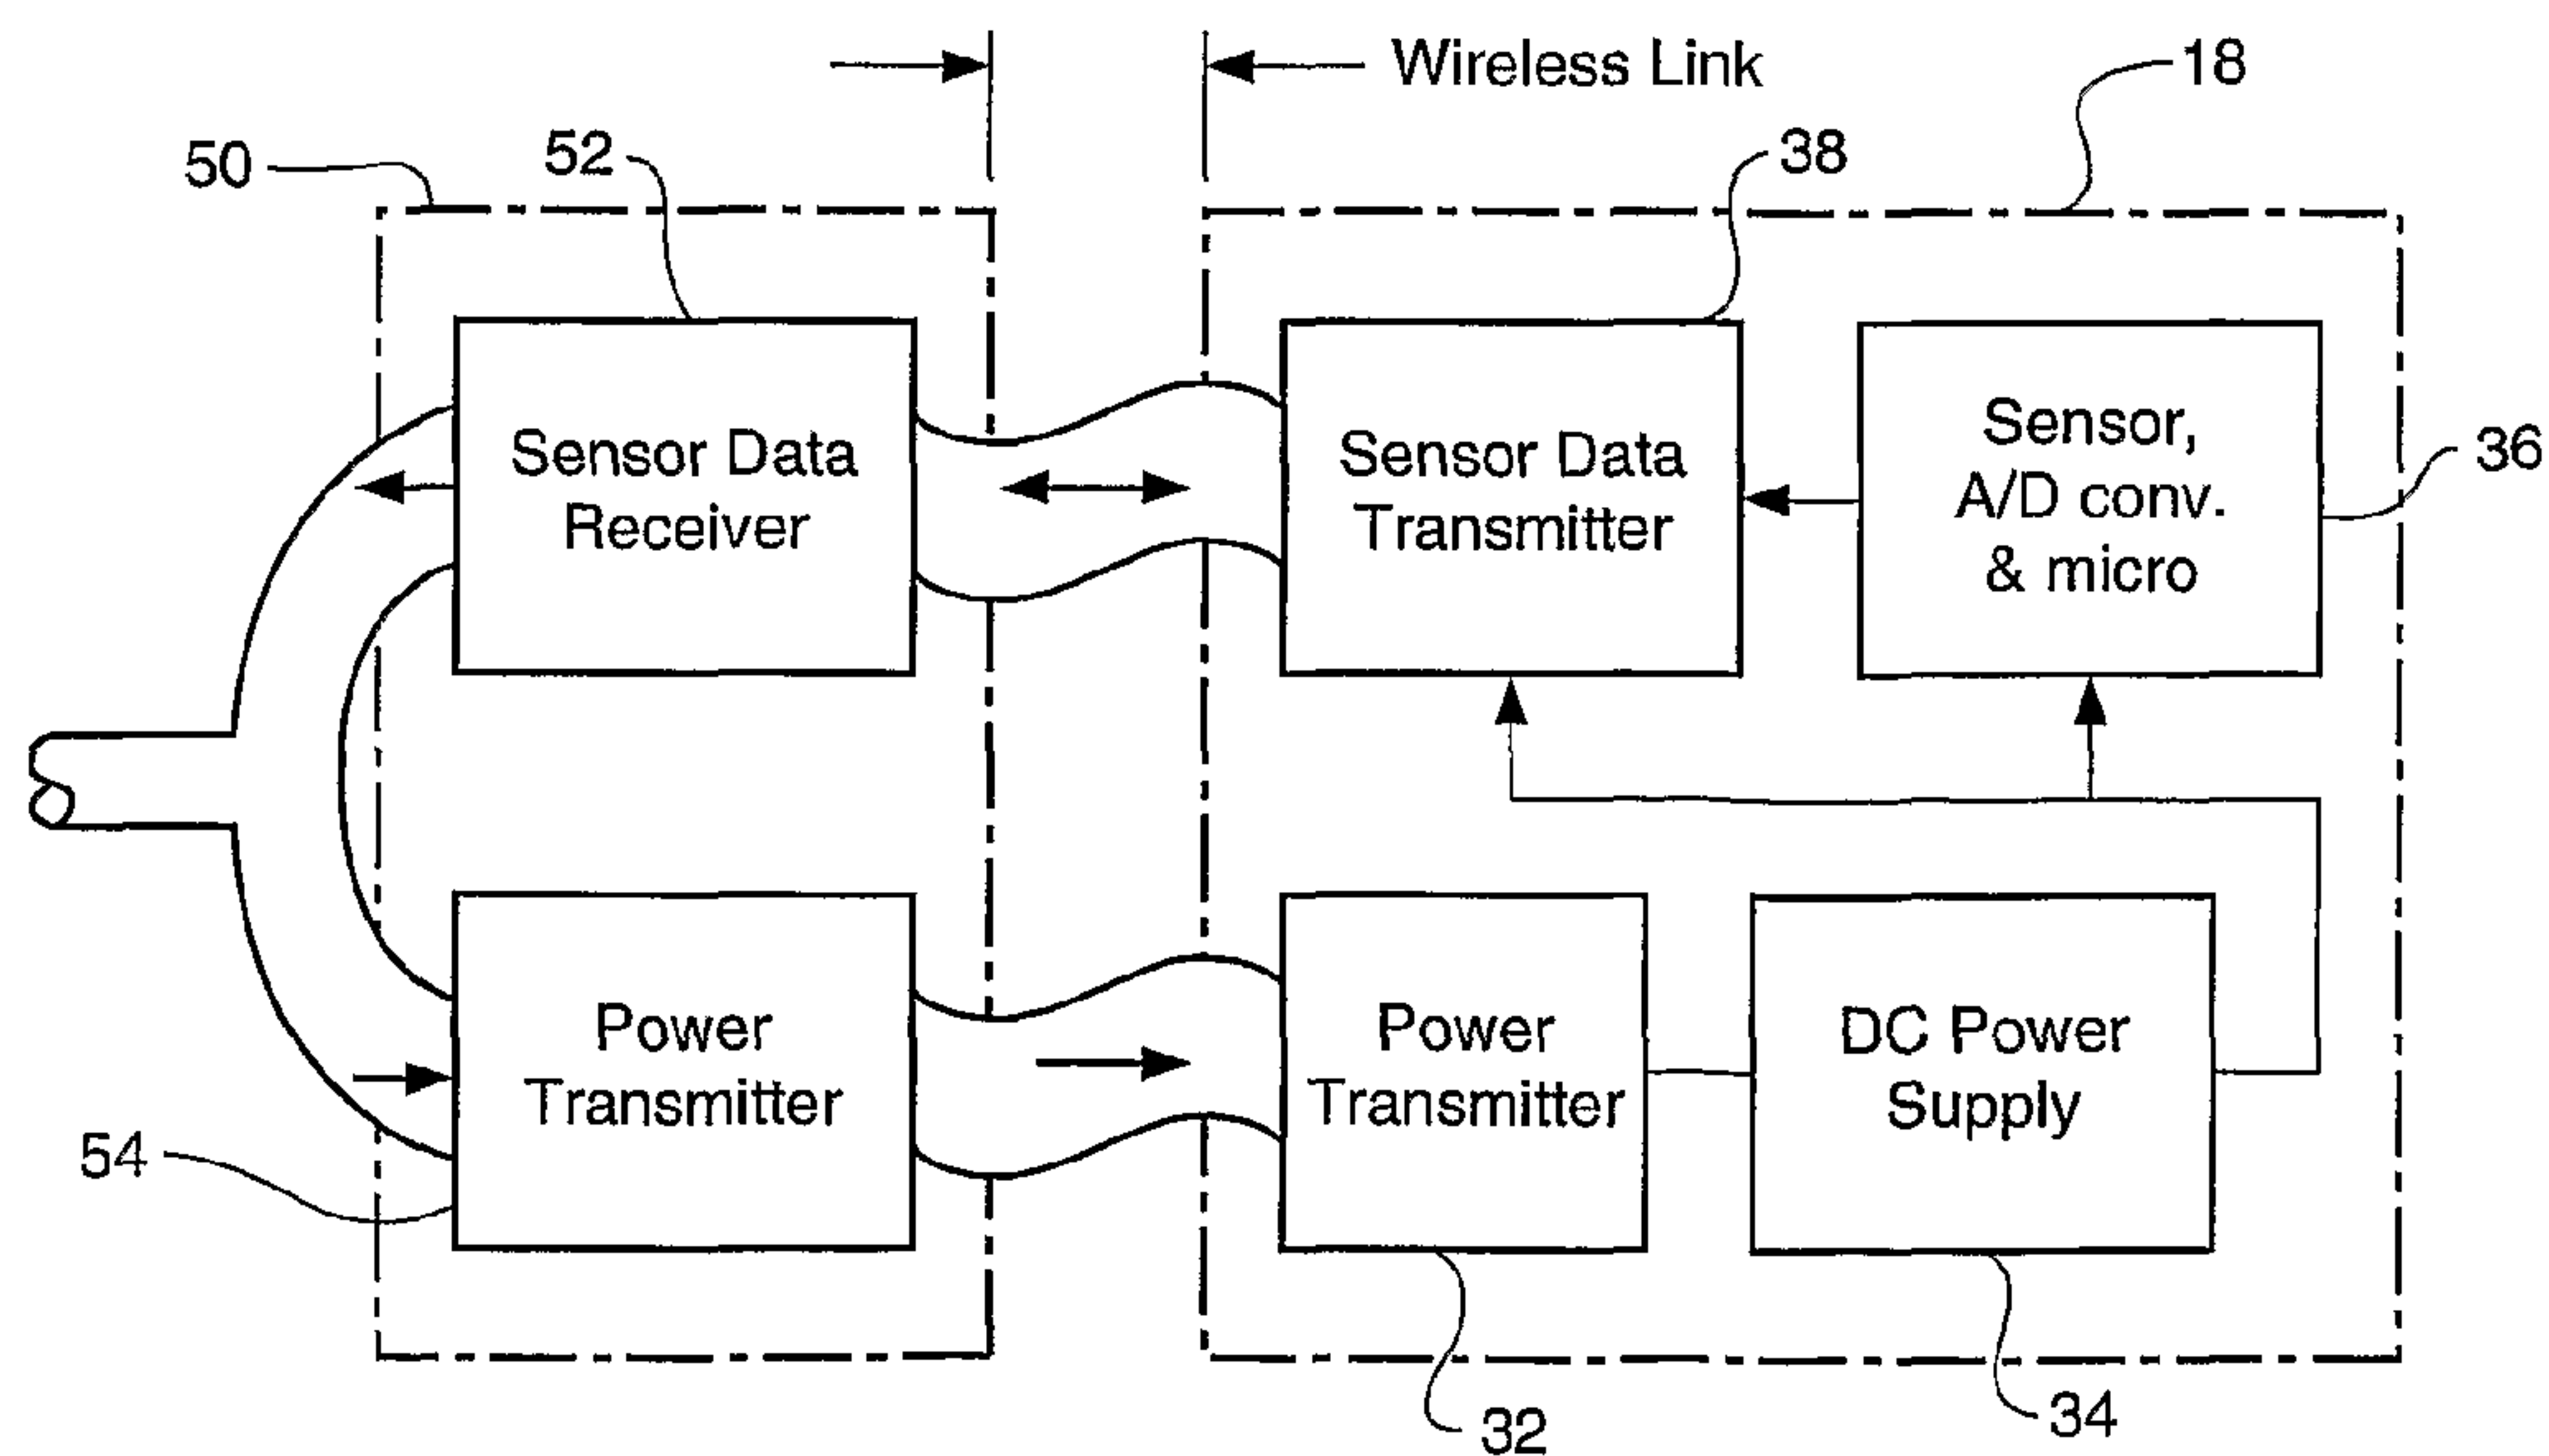 Wireless Link
18
50
52
38
Sensor Data
Receiver
Sensor Data
Transmitter
Sensor,
A/D conv.
& micro
36
Power
Transmitter
Power
Transmitter
DC Power
Supply
54
32
34